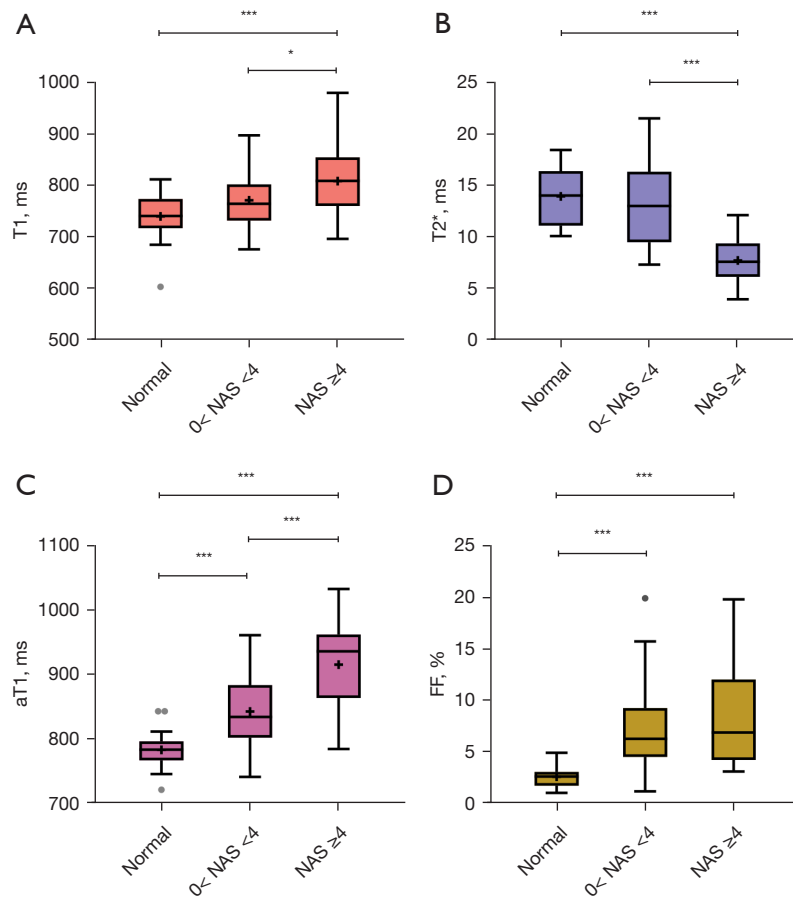 A
***
*
1000
900
800
700
600
500
T1, ms
Normal
0< NAS <4
NAS ≥4
B
***
***
25
20
15
10
5
0
T2*, ms
Normal
0< NAS <4
NAS ≥4
C
***
***
***
1100
1000
900
800
700
aT1, ms
Normal
0< NAS <4
NAS ≥4
D
***
***
25
20
15
10
5
0
FF, %
Normal
0< NAS <4
NAS ≥4